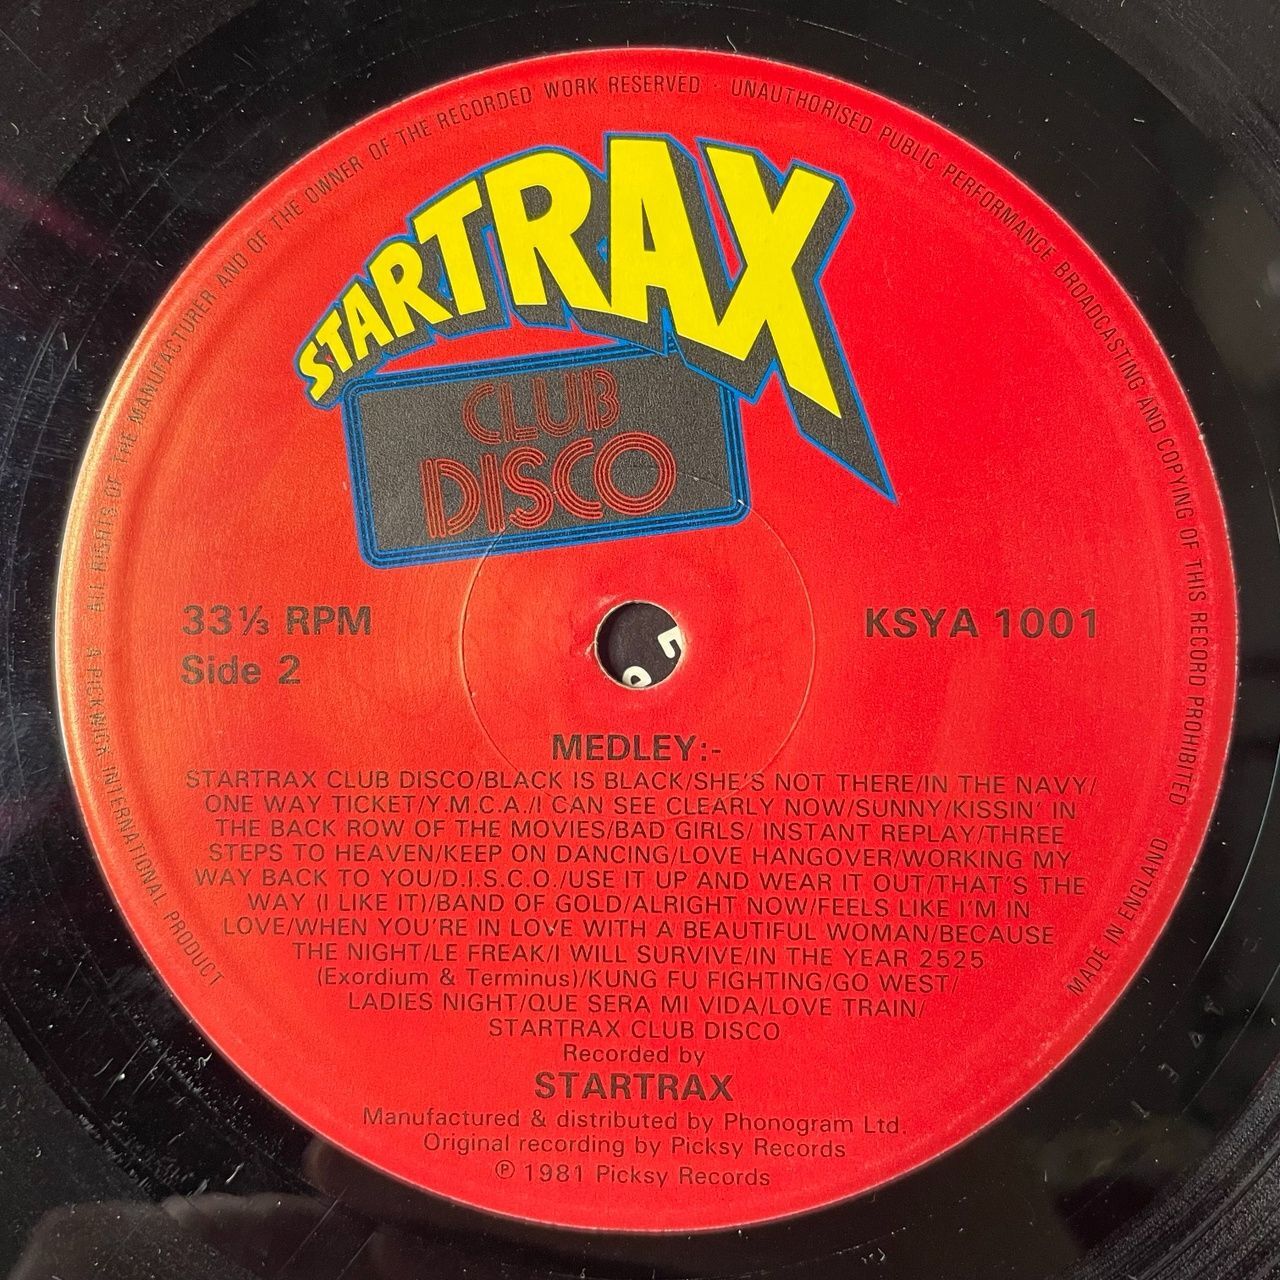 ALL RIGHTS OF THE MANUFACTURER AND OF THE OWNER OF THE RECORDED WORK RESERVED · UNAUTHORISED PUBLIC PERFORMANCE BROADCASTING AND COPYING OF THIS RECORD PROHIBITED
STARTRAX
CLUB
DISCO
33⅓ RPM
KSYA 1001
Side 2
MEDLEY:-
STARTRAX CLUB DISCO/BLACK IS BLACK/SHE'S NOT THERE/IN THE NAVY/
ONE WAY TICKET/Y.M.C.A./I CAN SEE CLEARLY NOW/SUNNY/KISSIN' IN
THE BACK ROW OF THE MOVIES/BAD GIRLS/ INSTANT REPLAY/THREE
STEPS TO HEAVEN/KEEP ON DANCING/LOVE HANGOVER/WORKING MY
WAY BACK TO YOU/D.I.S.C.O./USE IT UP AND WEAR IT OUT/THAT'S THE
WAY (I LIKE IT)/BAND OF GOLD/ALRIGHT NOW/FEELS LIKE I'M IN
LOVE/WHEN YOU'RE IN LOVE WITH A BEAUTIFUL WOMAN/BECAUSE
THE NIGHT/LE FREAK/I WILL SURVIVE/IN THE YEAR 2525
(Exordium & Terminus)/KUNG FU FIGHTING/GO WEST/
LADIES NIGHT/QUE SERA MI VIDA/LOVE TRAIN/
STARTRAX CLUB DISCO
Recorded by
STARTRAX
Manufactured & distributed by Phonogram Ltd.
Original recording by Picksy Records
℗ 1981 Picksy Records
A PICKWICK INTERNATIONAL PRODUCT
MADE IN ENGLAND